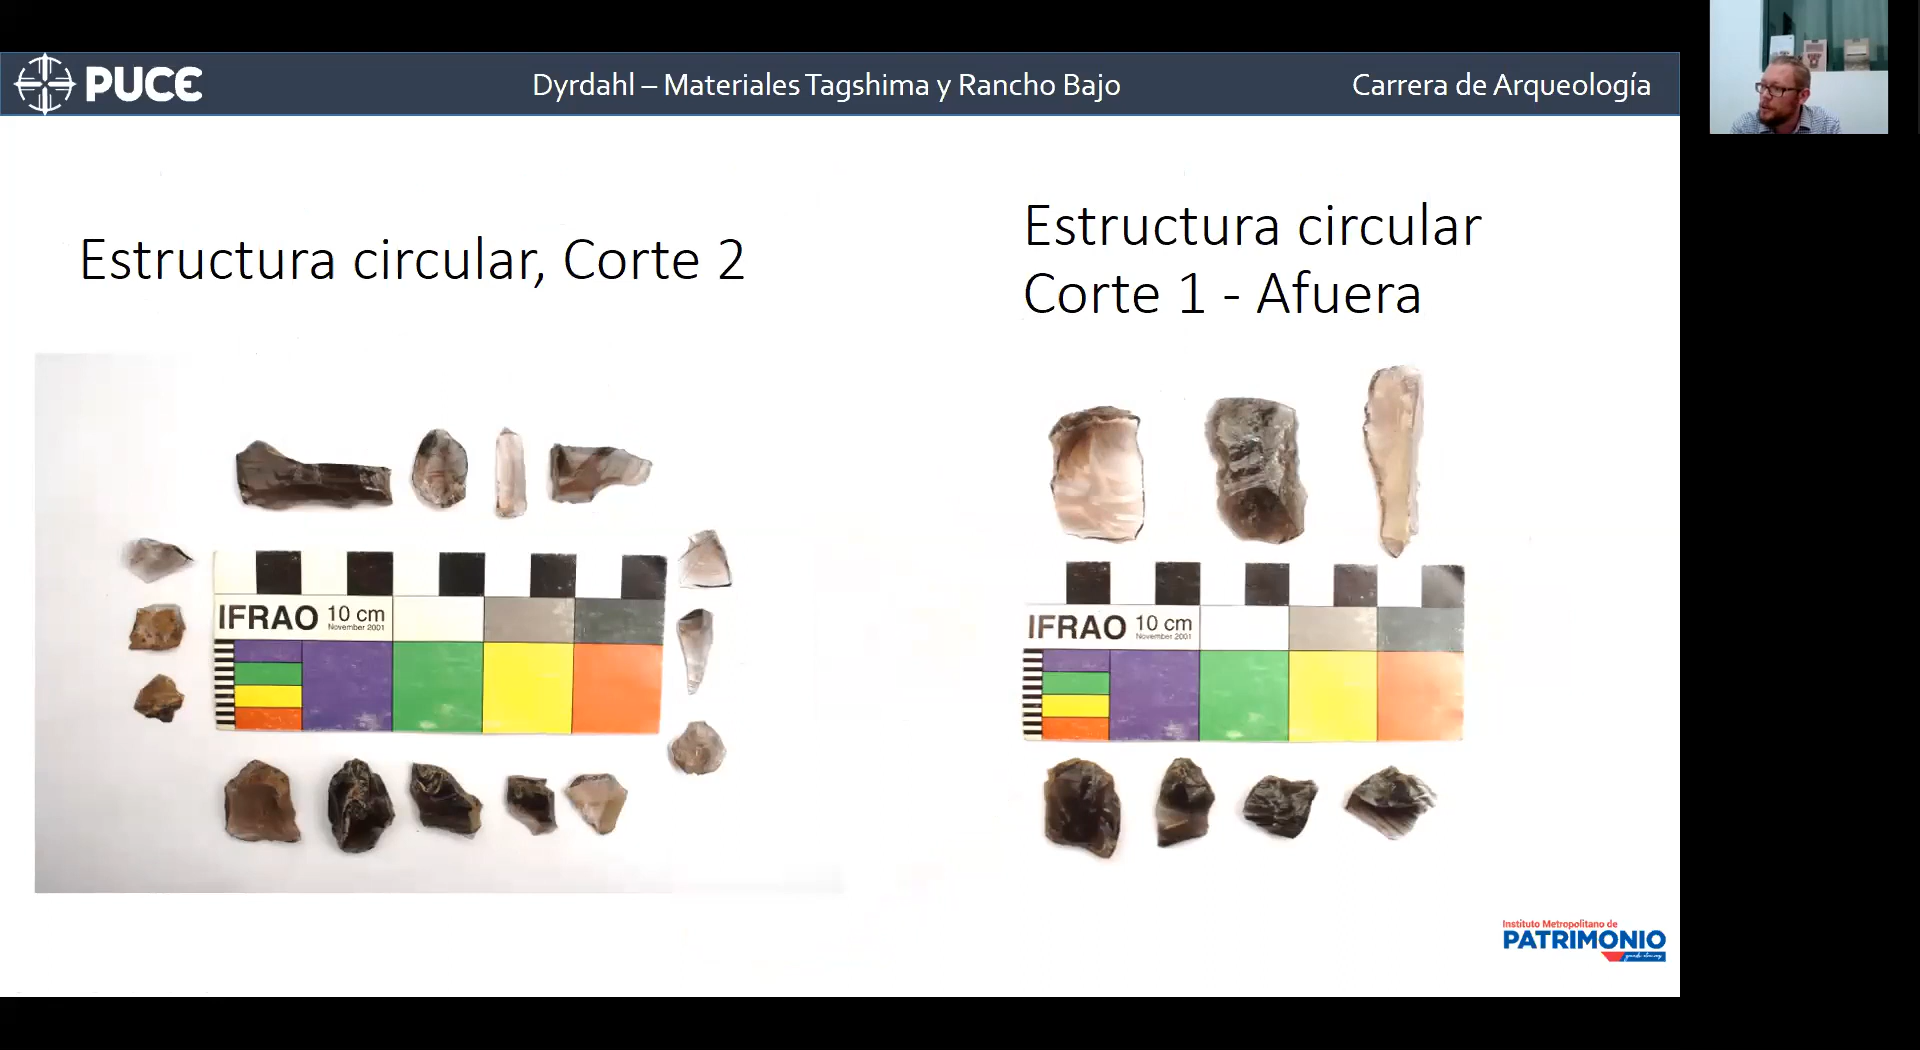 PUCE
Dyrdahl – Materiales Tagshima y Rancho Bajo
Carrera de Arqueología
Estructura circular, Corte 2
Estructura circular
Corte 1 - Afuera
IFRAO 10 cm
November 2001
IFRAO 10 cm
November 2001
Instituto Metropolitano de
PATRIMONIO